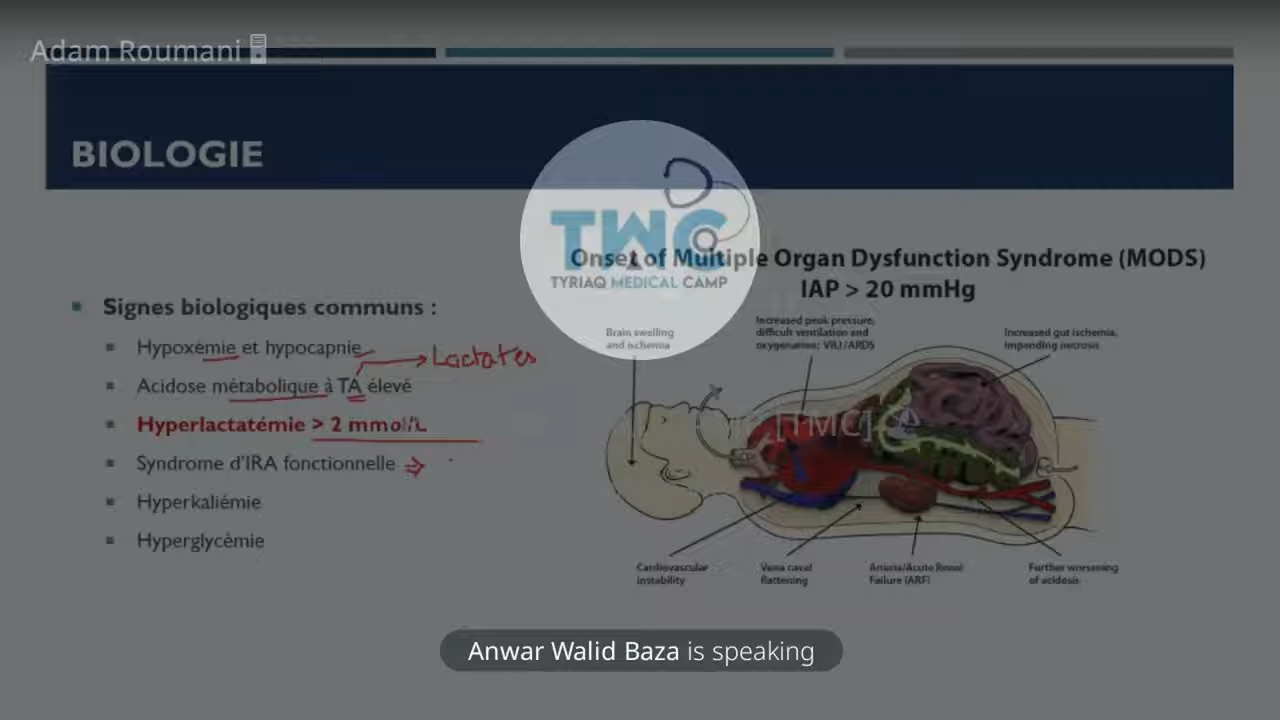 Adam Roumani
BIOLOGIE
TMC
TYRIAQ MEDICAL CAMP
Onset of Multiple Organ Dysfunction Syndrome (MODS)
IAP > 20 mmHg
Signes biologiques communs :
Hypoxémie et hypocapnie
Lactates
Acidose métabolique à TA élevé
Hyperlactatémie > 2 mmol/L
Syndrome d'IRA fonctionnelle
Hyperkaliémie
Hyperglycémie
Brain swelling
and ischemia
Increased peak pressure,
difficult ventilation and
oxygenation: VILI/ARDS
Increased gut ischemia,
impending necrosis
[TMC]
Cardiovascular
instability
Vena caval
flattening
Anuria/Acute Renal
Failure (ARF)
Further worsening
of acidosis
Anwar Walid Baza is speaking